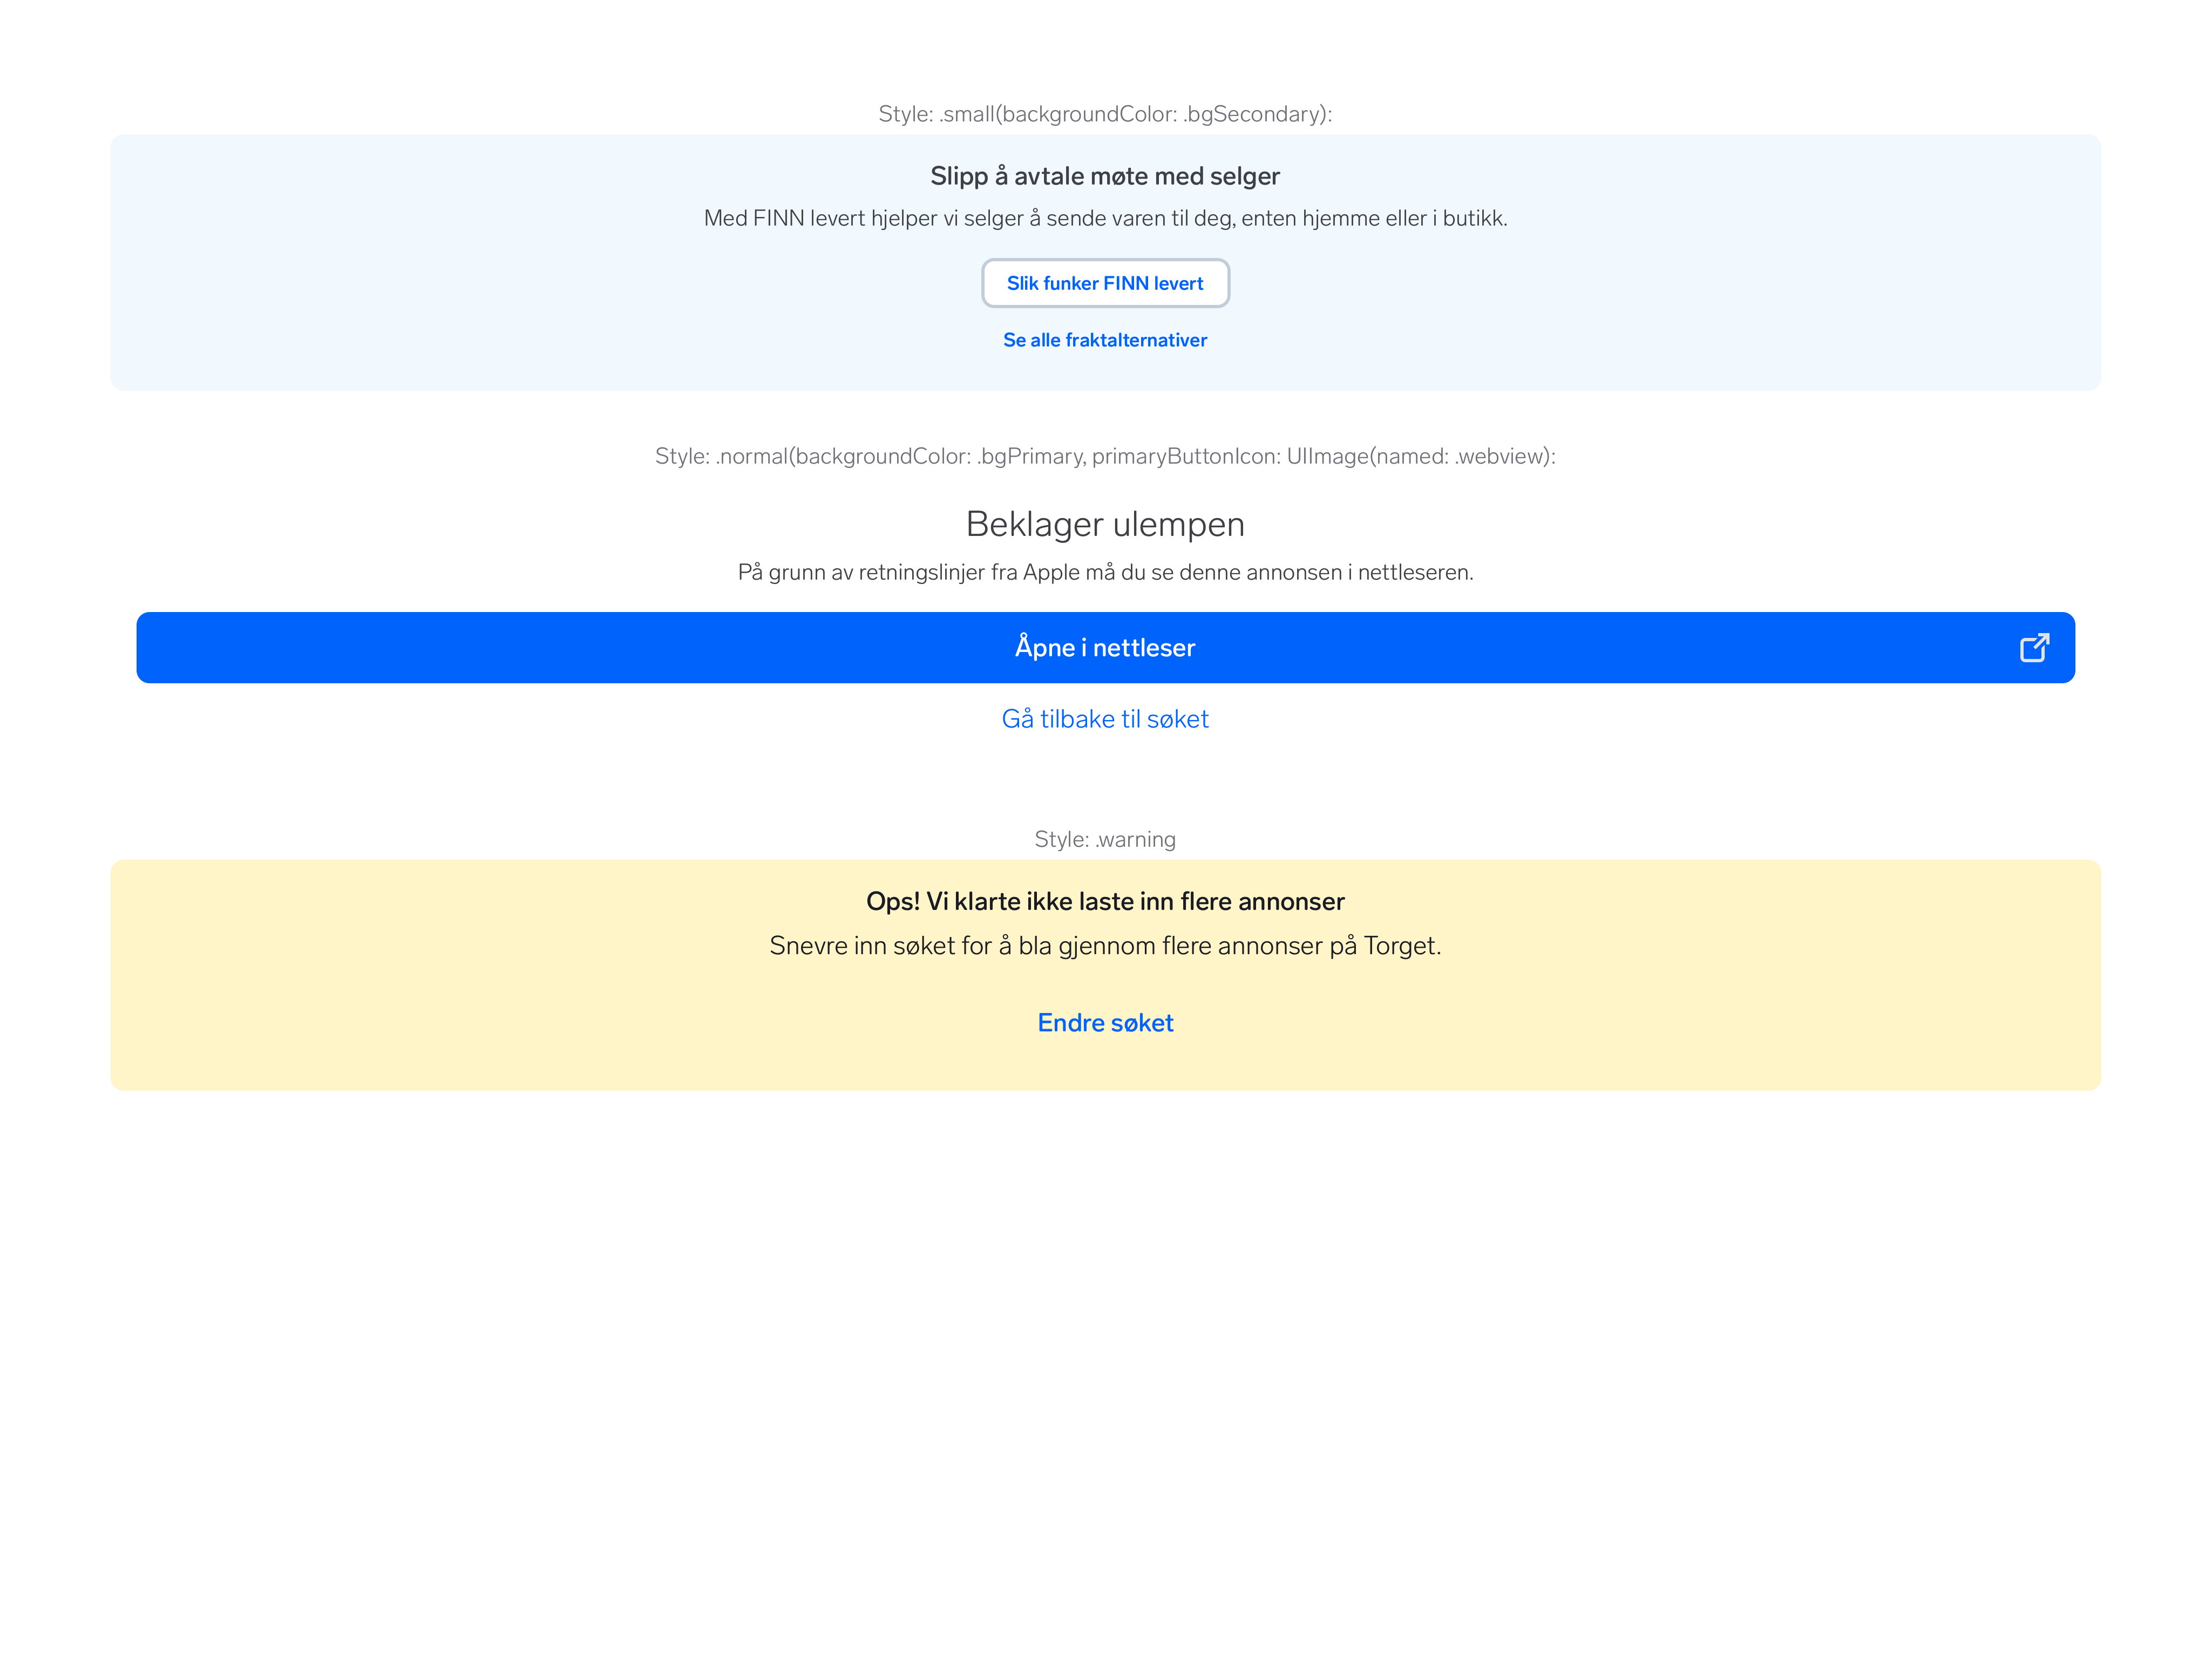 Style: .small(backgroundColor: .bgSecondary):
Slipp å avtale møte med selger
Med FINN levert hjelper vi selger å sende varen til deg, enten hjemme eller i butikk.
Slik funker FINN levert
Se alle fraktalternativer
Style: .normal(backgroundColor: .bgPrimary, primaryButtonIcon: UIImage(named: .webview):
Beklager ulempen
På grunn av retningslinjer fra Apple må du se denne annonsen i nettleseren.
Åpne i nettleser
Gå tilbake til søket
Style: .warning
Ops! Vi klarte ikke laste inn flere annonser
Snevre inn søket for å bla gjennom flere annonser på Torget.
Endre søket